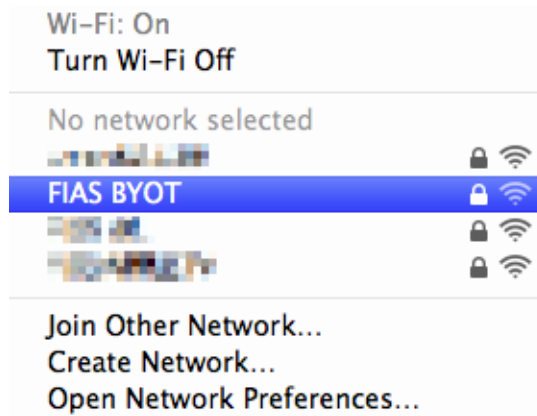 Wi-Fi: On
Turn Wi-Fi Off
No network selected
FIAS BYOT
Join Other Network...
Create Network...
Open Network Preferences...